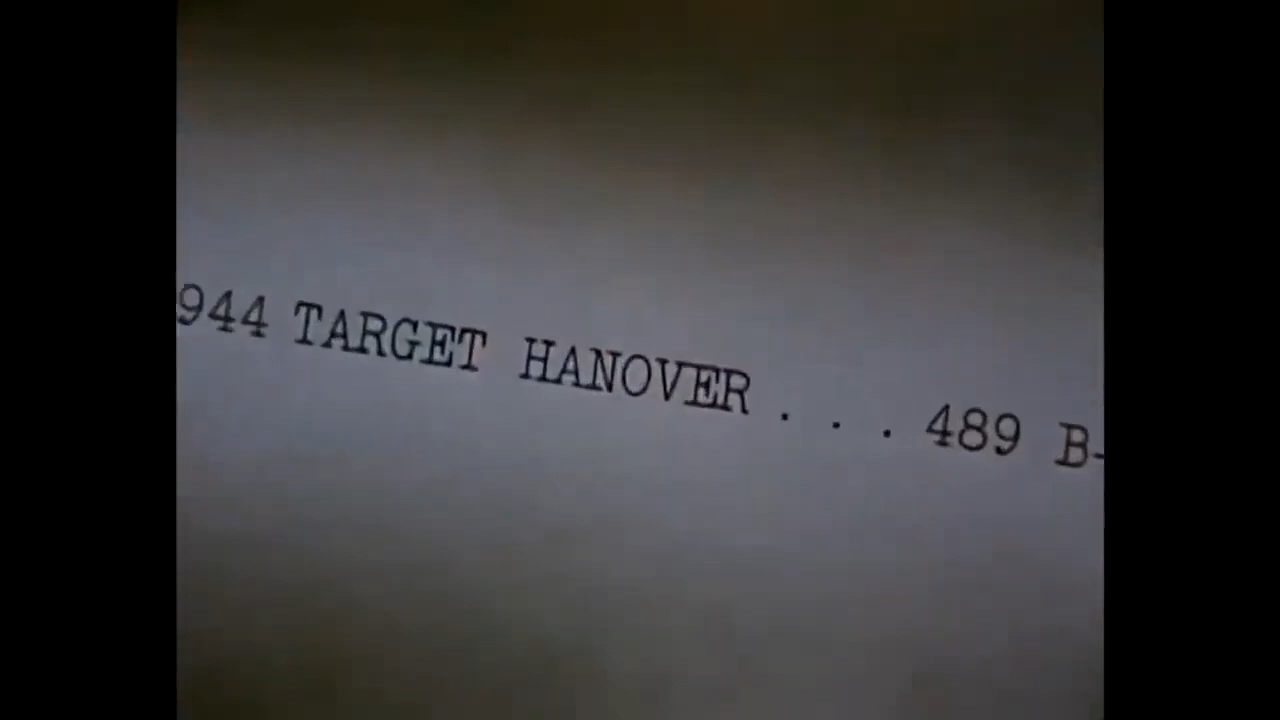 944 TARGET HANOVER . . . 489 B-